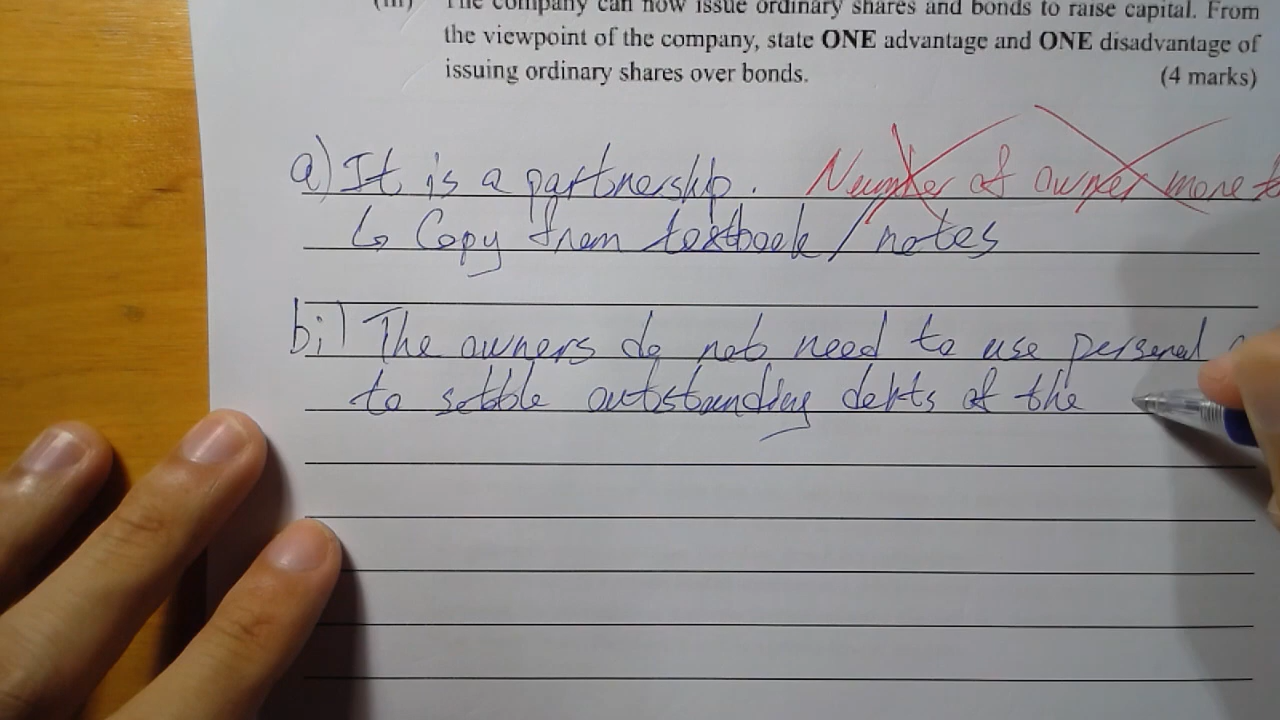 (iii) The company can now issue ordinary shares and bonds to raise capital. From
the viewpoint of the company, state ONE advantage and ONE disadvantage of
issuing ordinary shares over bonds. (4 marks)
a) It is a partnership. Number of owner more
↳ Copy from textbook / notes
bi) The owners do not need to use personal
to settle outstanding debts of the